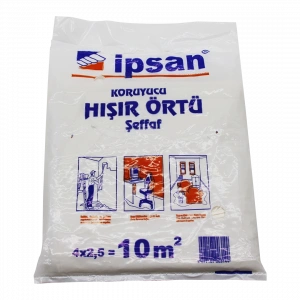 ipsan®
KORUYUCU
HIŞIR ÖRTÜ
Şeffaf
4x2,5 = 10 m²